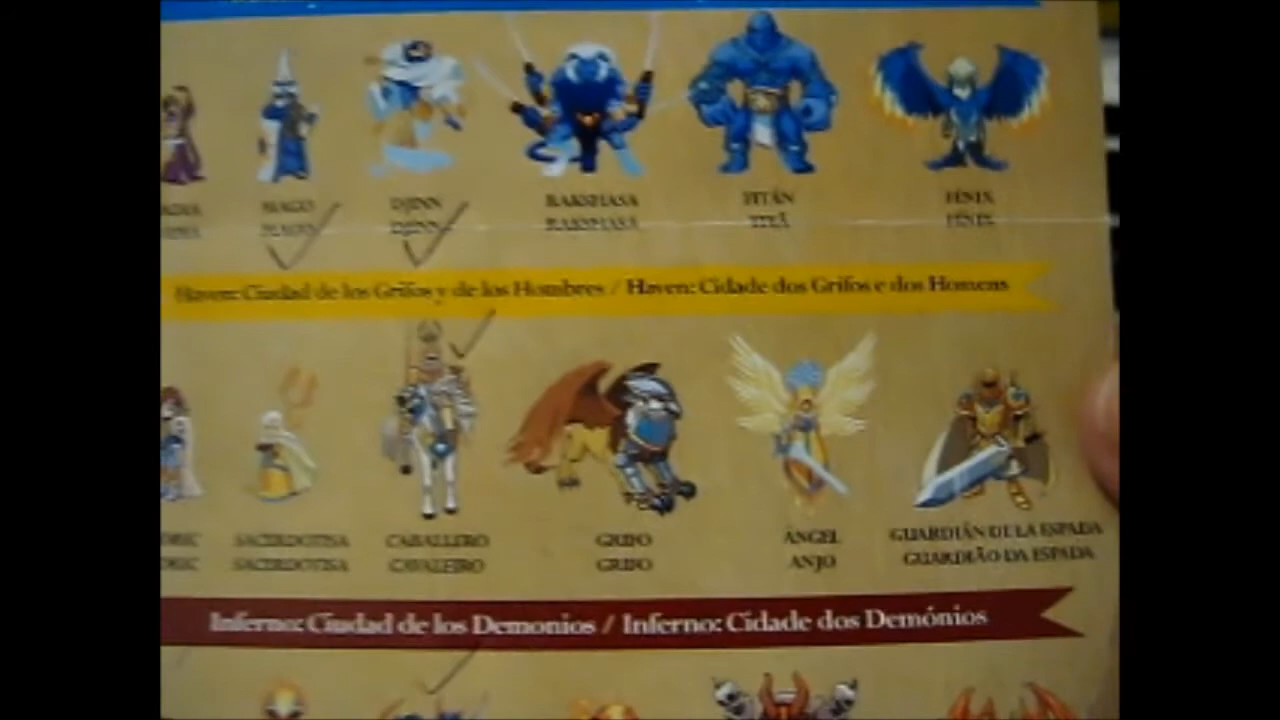 MAGO DJINN RAKSHASA TITÁN FÉNIX
MAGO DJINN RAKSHASA TITÃ FÉNIX
Haven: Ciudad de los Grifos y de los Hombres / Haven: Cidade dos Grifos e dos Homens
SACERDOTISA CABALLERO GRIFO ÁNGEL GUARDIÁN DE LA ESPADA
SACERDOTISA CAVALEIRO GRIFO ANJO GUARDIÃO DA ESPADA
Inferno: Ciudad de los Demonios / Inferno: Cidade dos Demónios